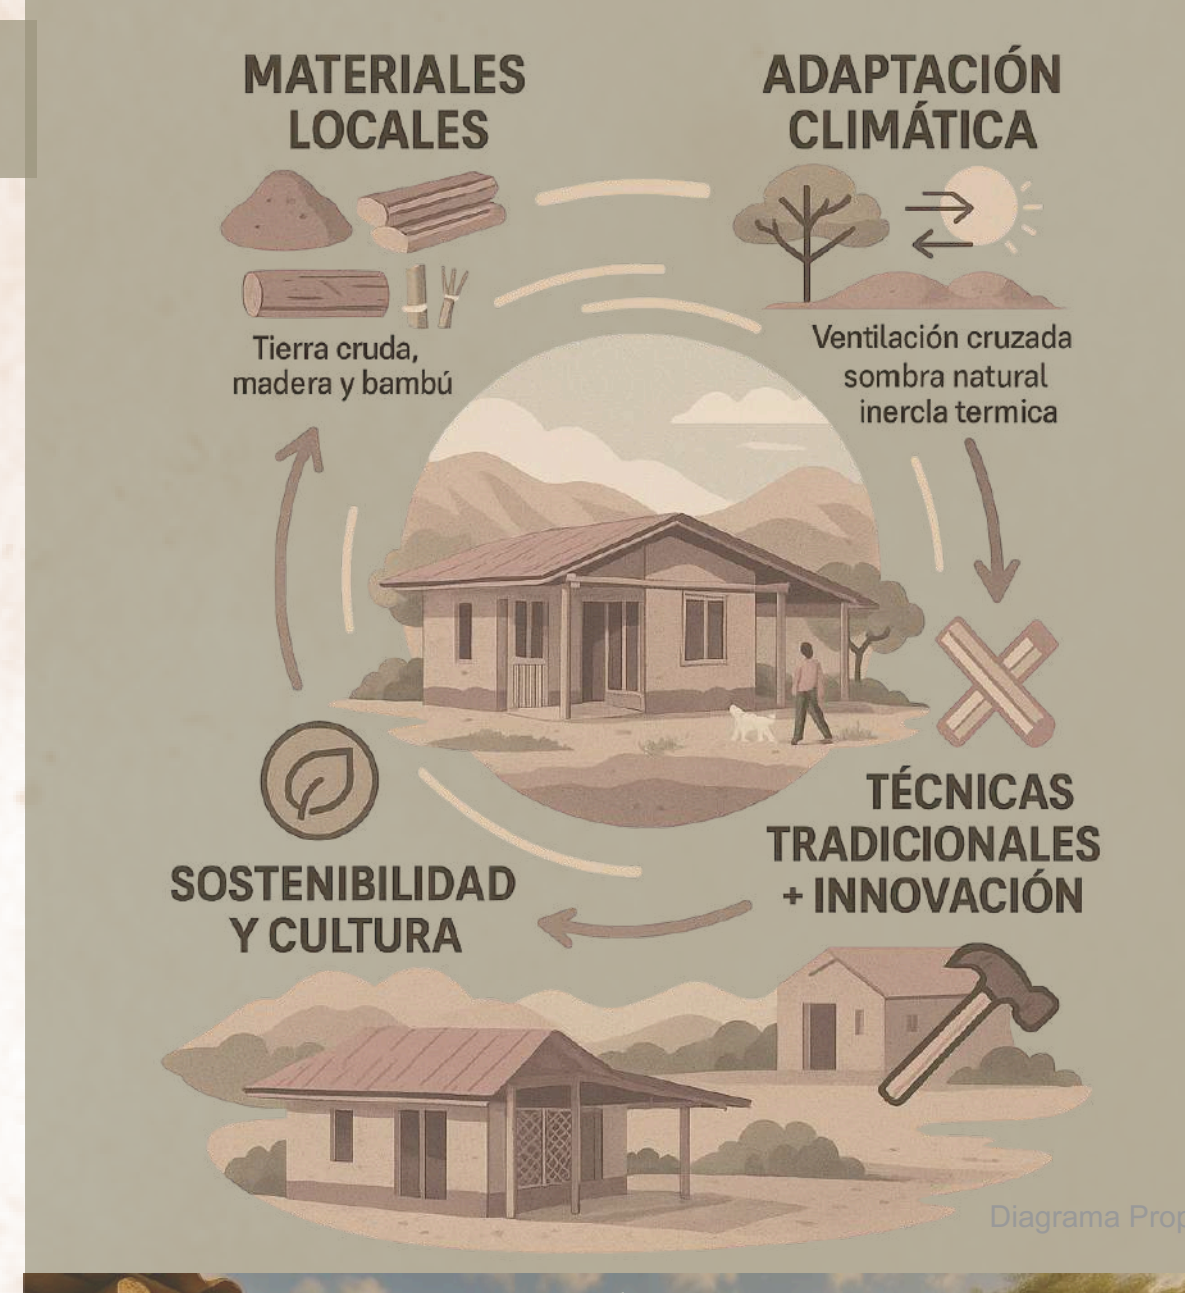 MATERIALES
LOCALES
Tierra cruda,
madera y bambú
ADAPTACIÓN
CLIMÁTICA
Ventilación cruzada
sombra natural
inercla termica
TÉCNICAS
TRADICIONALES
+ INNOVACIÓN
SOSTENIBILIDAD
Y CULTURA
Diagrama Prop